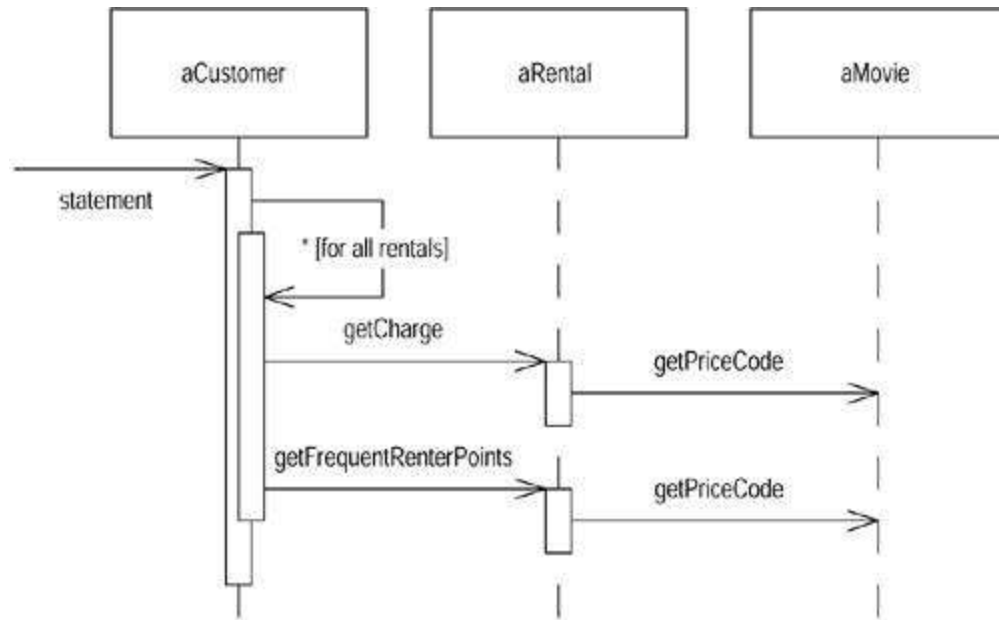 aCustomer
aRental
aMovie
statement
* [for all rentals]
getCharge
getPriceCode
getFrequentRenterPoints
getPriceCode